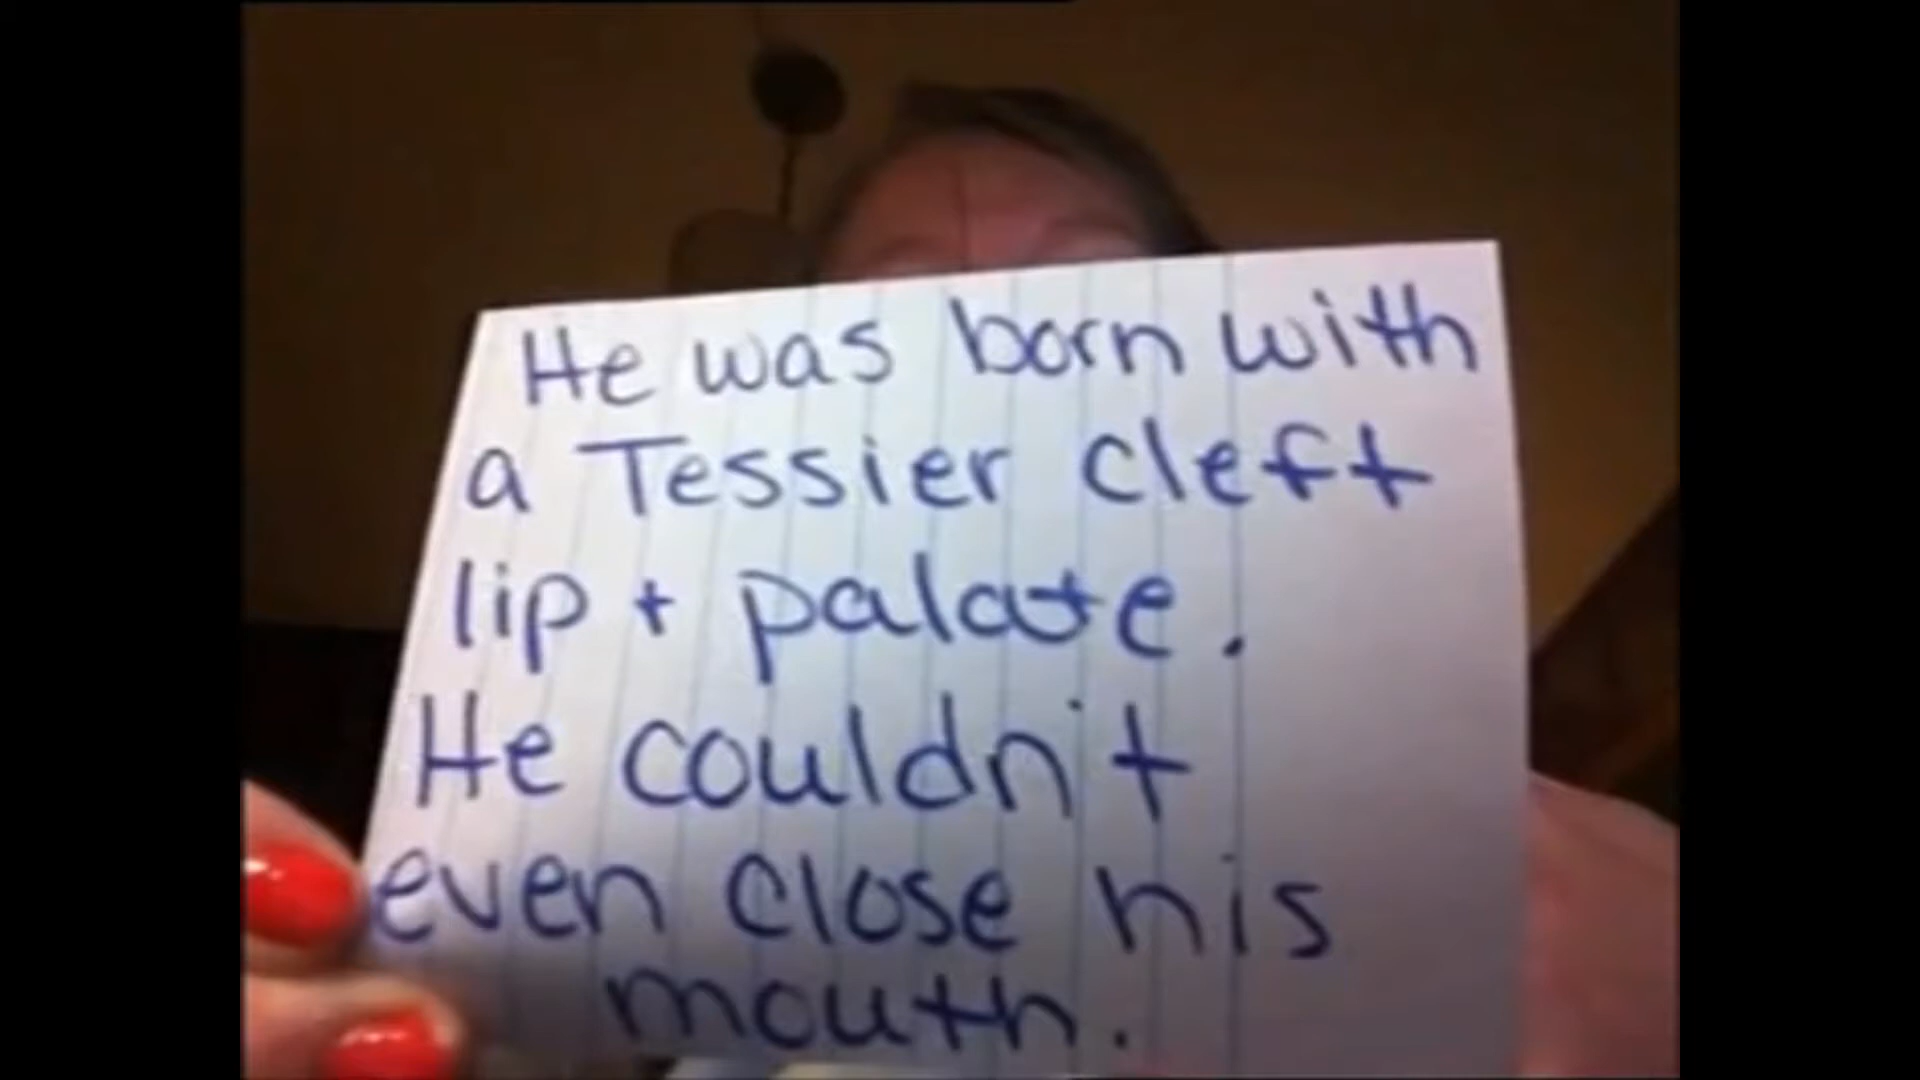 He was born with
a Tessier cleft
lip + palate.
He couldn't
even close his
mouth.